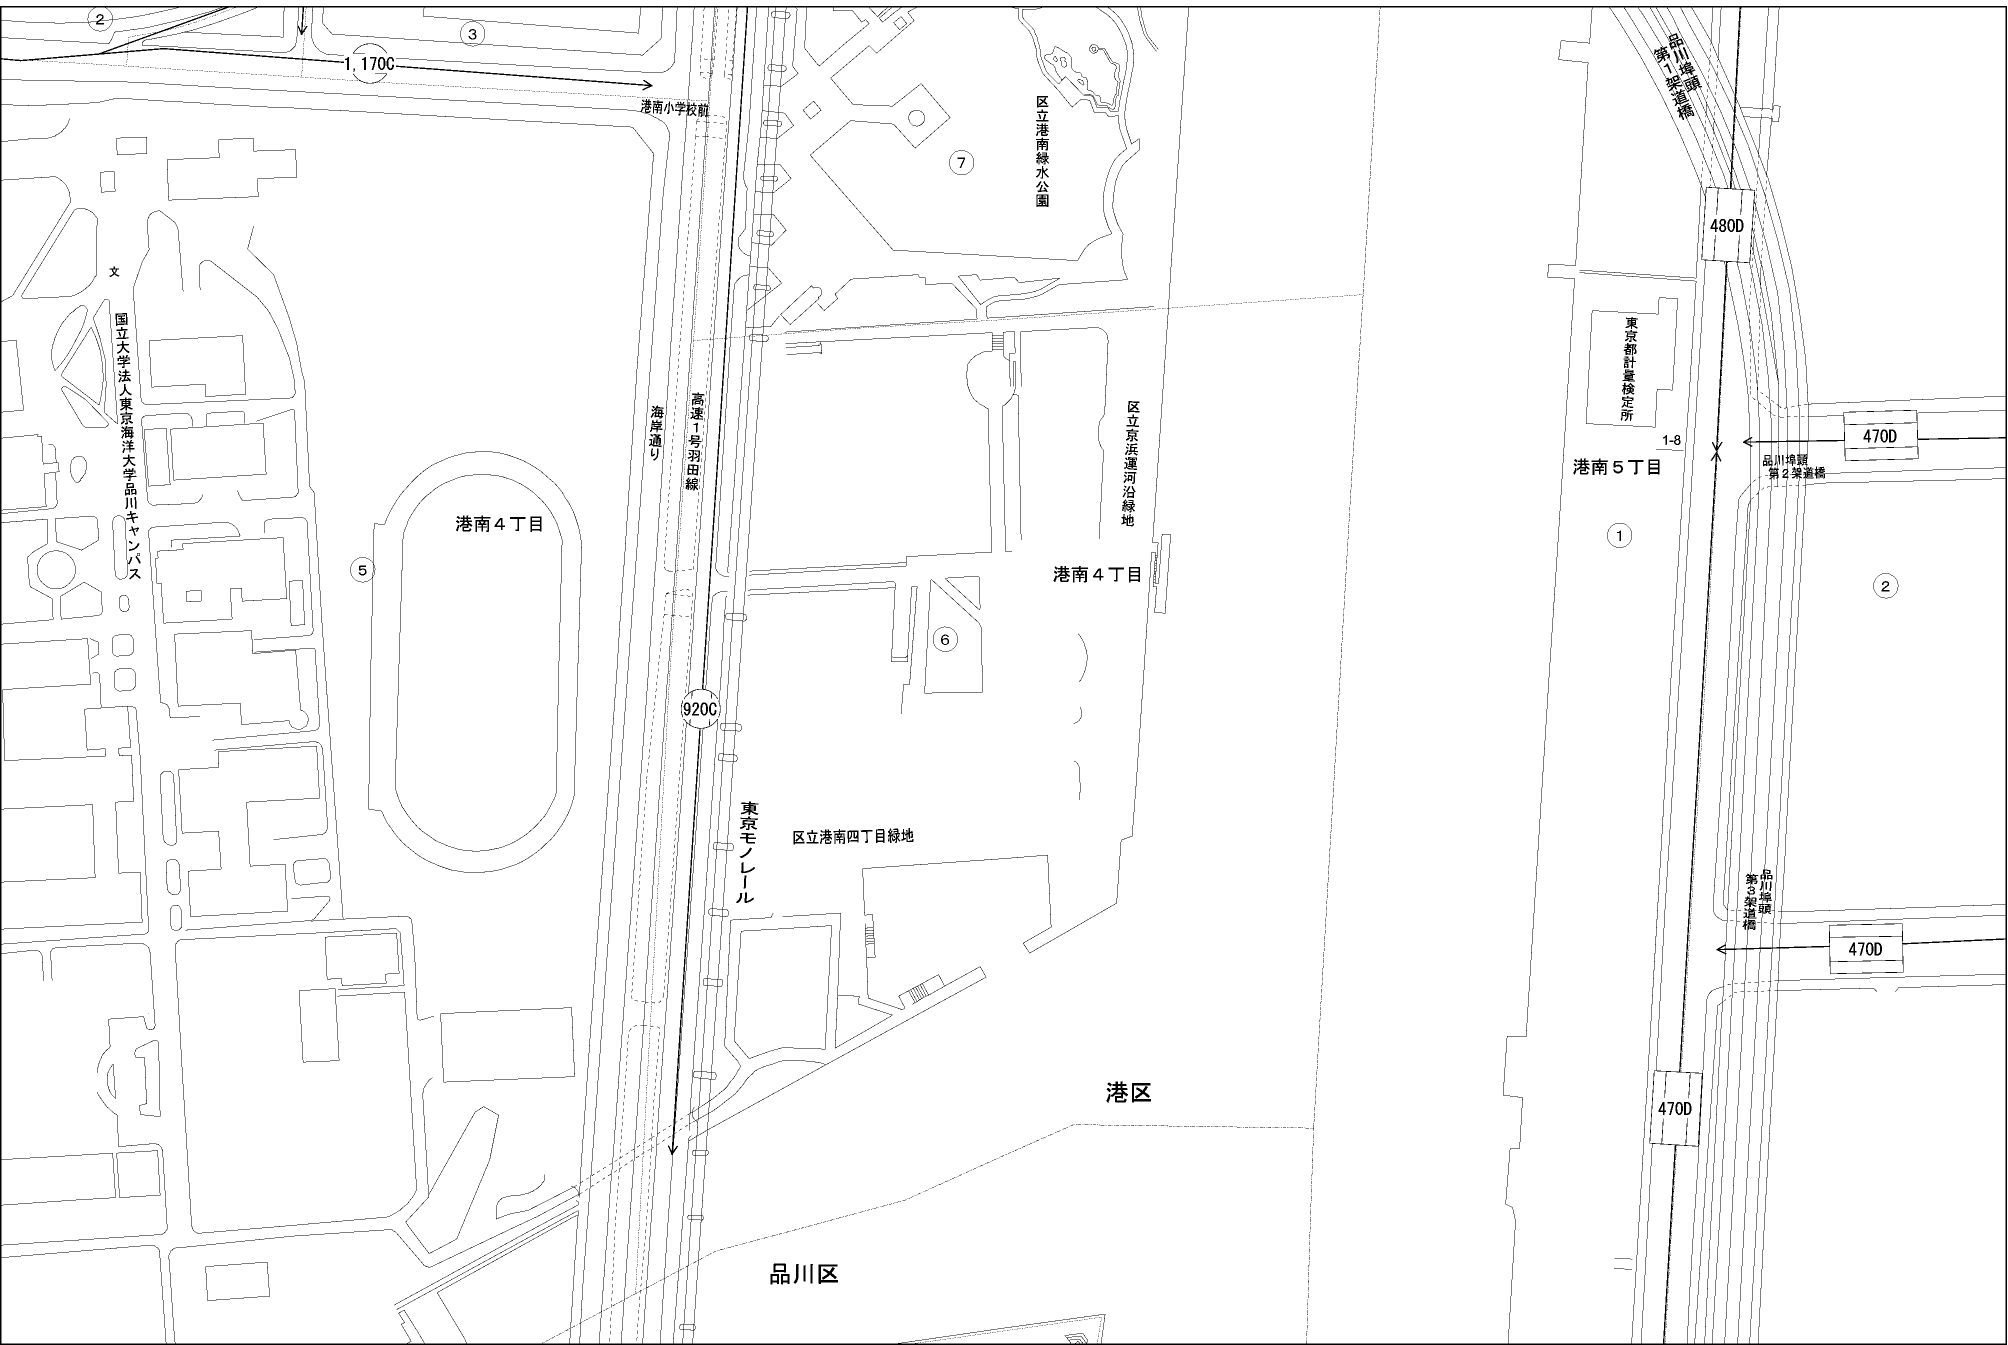 ②
③
1,170C
港南小学校前
区立港南緑水公園
⑦
品川埠頭
第1架道橋
480D
文
国立大学法人東京海洋大学品川キャンパス
海岸通り
高速1号羽田線
東京都計量検定所
1-8
港南5丁目
470D
品川埠頭
第2架道橋
区立京浜運河沿緑地
港南4丁目
⑤
港南4丁目
①
②
⑥
920C
東京モノレール
区立港南四丁目緑地
品川埠頭
第3架道橋
470D
港区
470D
品川区